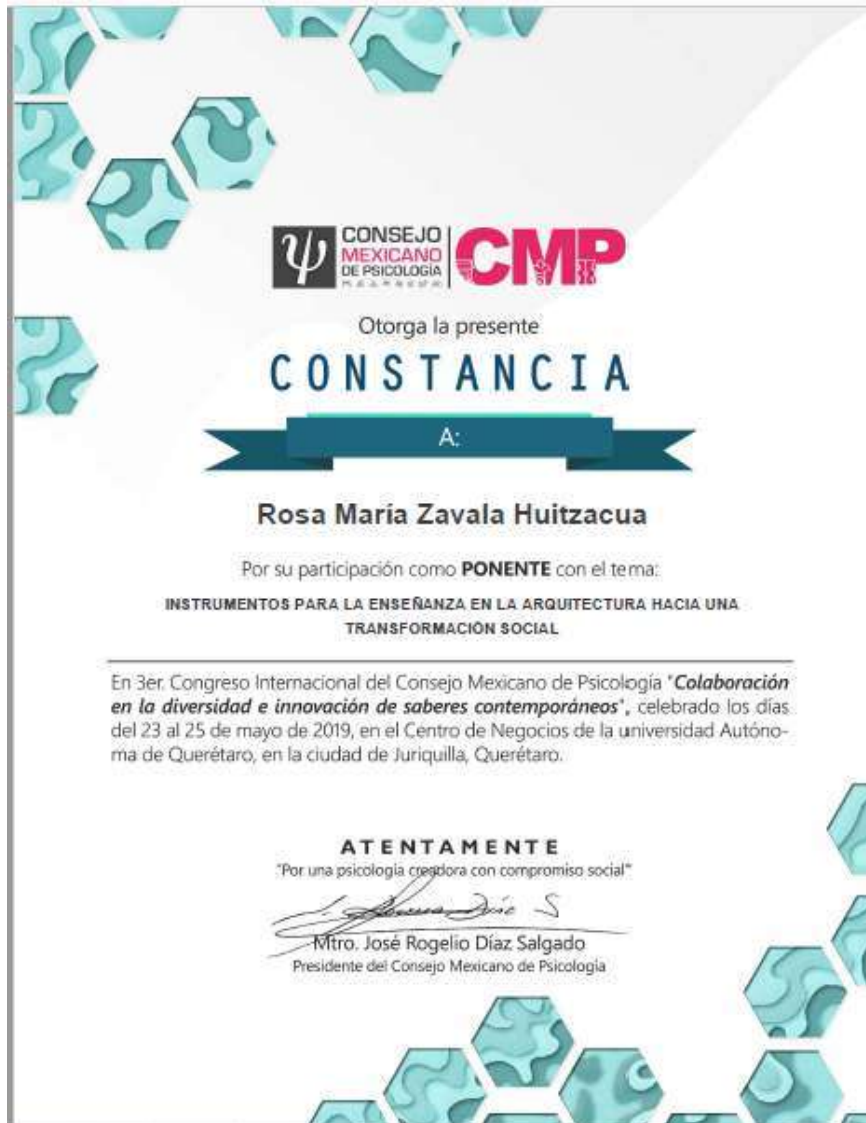 ψ CONSEJO
MEXICANO
DE PSICOLOGÍA
CMP
Otorga la presente
CONSTANCIA
A:
Rosa María Zavala Huitzacua
Por su participación como PONENTE con el tema:
INSTRUMENTOS PARA LA ENSEÑANZA EN LA ARQUITECTURA HACIA UNA
TRANSFORMACIÓN SOCIAL
En 3er. Congreso Internacional del Consejo Mexicano de Psicología "Colaboración
en la diversidad e innovación de saberes contemporáneos", celebrado los días
del 23 al 25 de mayo de 2019, en el Centro de Negocios de la universidad Autóno-
ma de Querétaro, en la ciudad de Juriquilla, Querétaro.
ATENTAMENTE
"Por una psicología creadora con compromiso social"
Mtro. José Rogelio Díaz Salgado
Presidente del Consejo Mexicano de Psicología